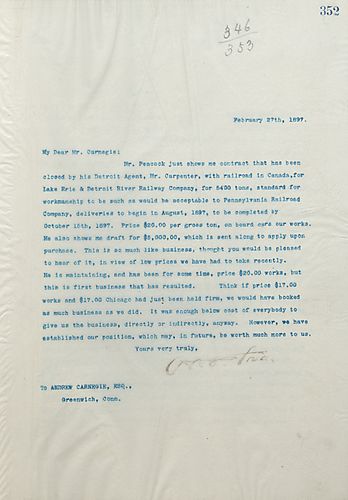 352
346
353
February 27th, 1897.
My Dear Mr. Carnegie:
Mr. Peacock just shows me contract that has been
closed by his Detroit Agent, Mr. Carpenter, with railroad in Canada, for
Lake Erie & Detroit River Railway Company, for 5400 tons, standard for
workmanship to be such as would be acceptable to Pennsylvania Railroad
Company, deliveries to begin in August, 1897, to be completed by
October 15th, 1897. Price $20.00 per gross ton, on board cars our works.
He also shows me draft for $5,000.00, which is sent along to apply upon
purchase. This is so much like business, thought you would be pleased
to hear of it, in view of low prices we have had to take recently.
He is maintaining, and has been for some time, price $20.00 works, but
this is first business that has resulted. Think if price $17.00
works and $17.00 Chicago had just been held firm, we would have booked
as much business as we did. It was enough below cost of everybody to
give us the business, directly or indirectly, anyway. However, we have
established our position, which may, in future, be worth much more to us.
Yours very truly,
To ANDREW CARNEGIE, ESQ.,
Greenwich, Conn.